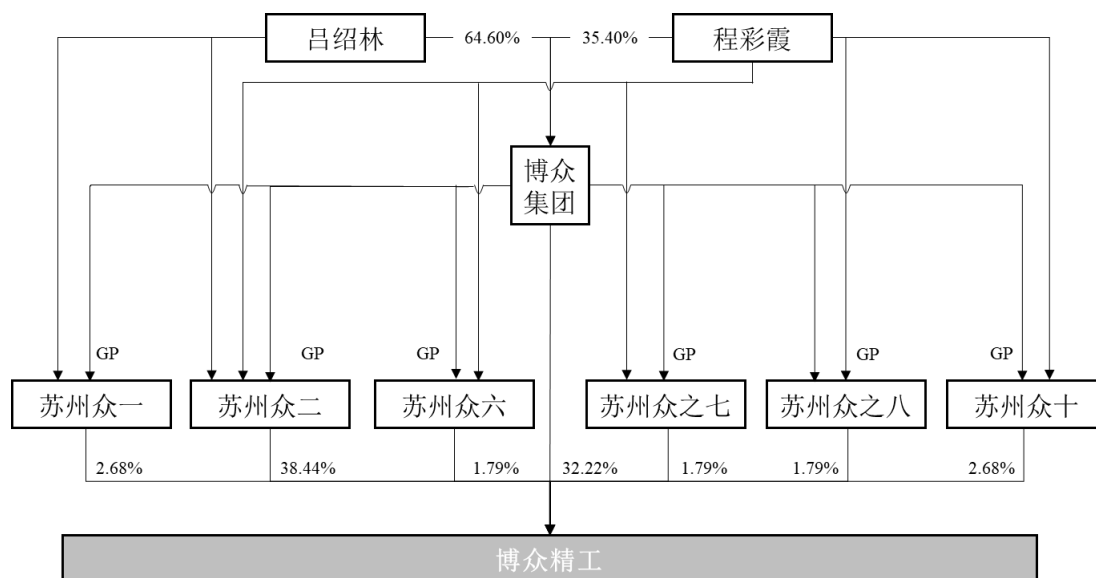 吕绍林
64.60%
35.40%
程彩霞
博众
集团
GP
GP
GP
GP
GP
GP
苏州众一
苏州众二
苏州众六
苏州众之七
苏州众之八
苏州众十
2.68%
38.44%
1.79%
32.22%
1.79%
1.79%
2.68%
博众精工